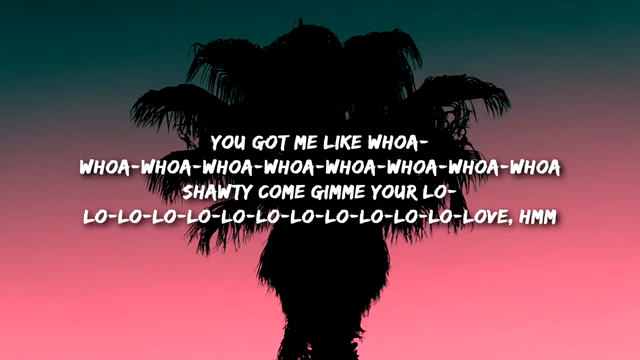 YOU GOT ME LIKE WHOA-
WHOA-WHOA-WHOA-WHOA-WHOA-WHOA-WHOA-WHOA
SHAWTY COME GIMME YOUR LO-
LO-LO-LO-LO-LO-LO-LO-LO-LO-LO-LO-LOVE, HMM